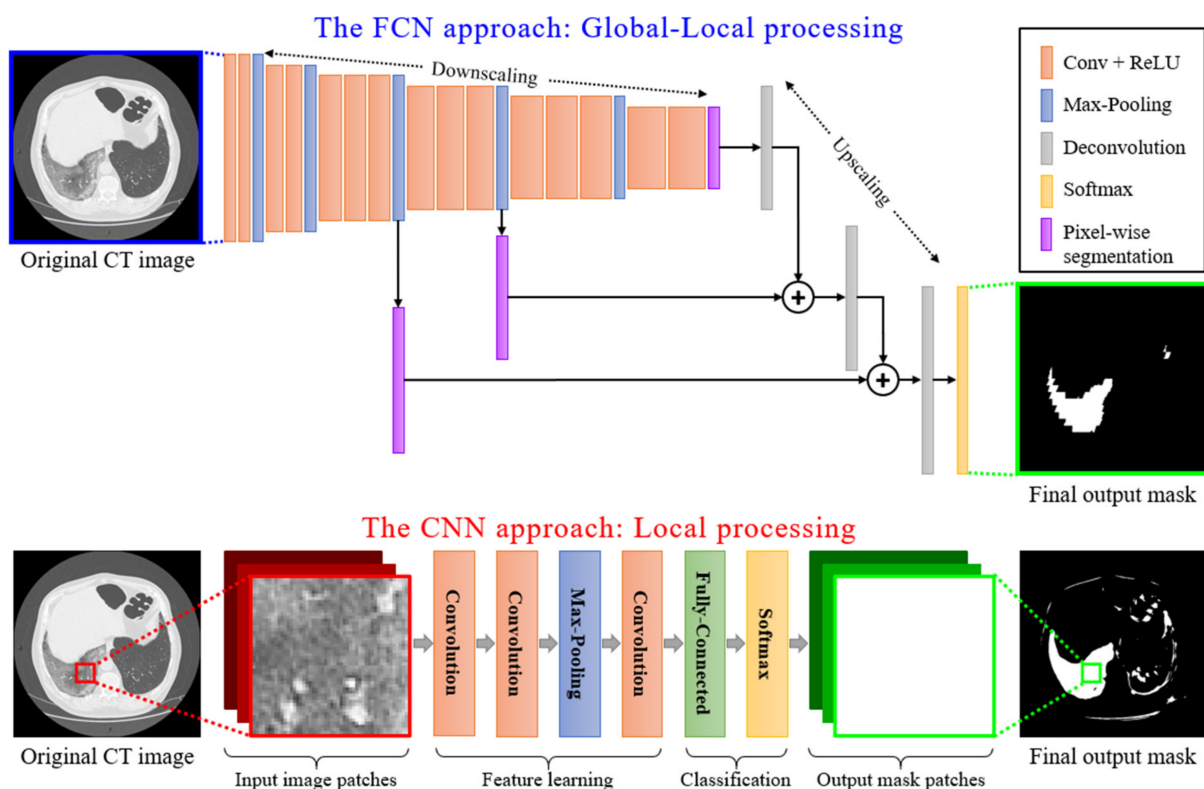 The FCN approach: Global-Local processing
Downscaling
Upscaling
Conv + ReLU
Max-Pooling
Deconvolution
Softmax
Pixel-wise
segmentation
Original CT image
+
+
Final output mask
The CNN approach: Local processing
Convolution
Convolution
Max-Pooling
Convolution
Fully-Connected
Softmax
Original CT image
Input image patches
Feature learning
Classification
Output mask patches
Final output mask